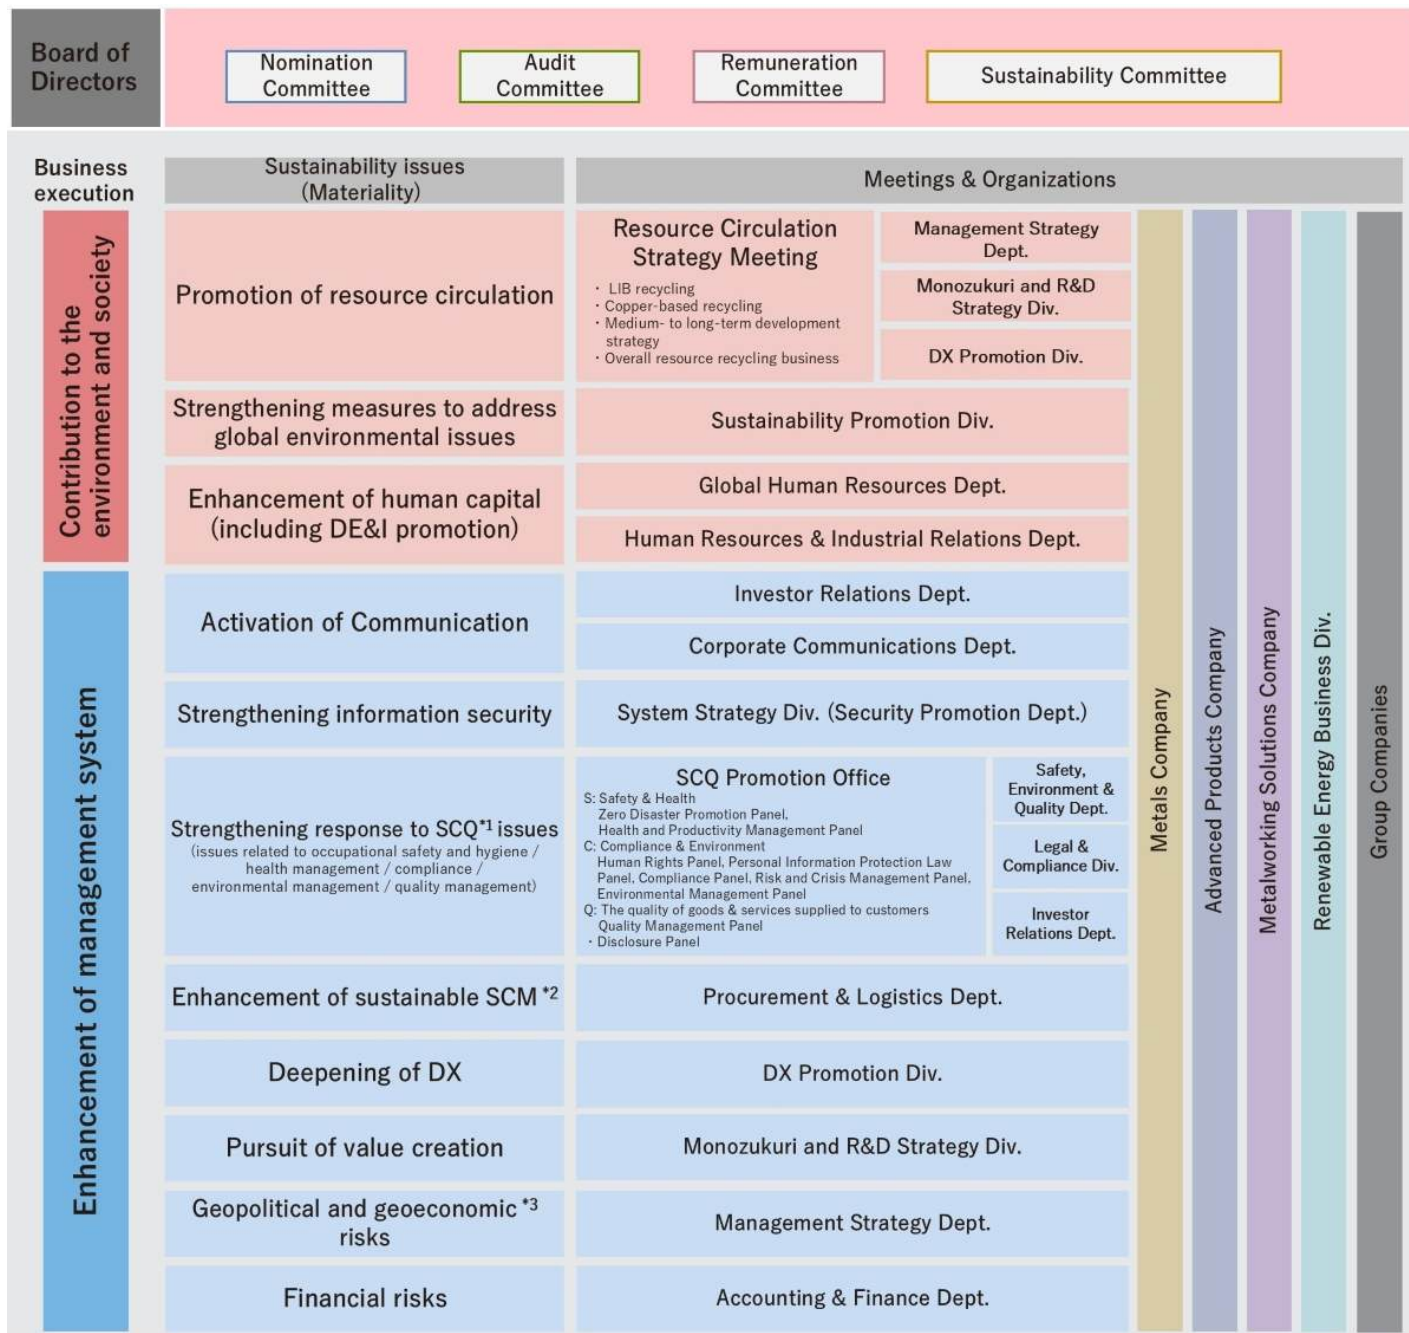 Board of
Directors
Nomination
Committee
Audit
Committee
Remuneration
Committee
Sustainability Committee
Business
execution
Sustainability issues
(Materiality)
Meetings & Organizations
Contribution to the
environment and society
Promotion of resource circulation
Resource Circulation
Strategy Meeting
・ LIB recycling
・Copper-based recycling
・Medium- to long-term development
strategy
・Overall resource recycling business
Management Strategy
Dept.
Monozukuri and R&D
Strategy Div.
DX Promotion Div.
Strengthening measures to address
global environmental issues
Sustainability Promotion Div.
Enhancement of human capital
(including DE&I promotion)
Global Human Resources Dept.
Human Resources & Industrial Relations Dept.
Enhancement of management system
Activation of Communication
Investor Relations Dept.
Corporate Communications Dept.
Strengthening information security
System Strategy Div. (Security Promotion Dept.)
Strengthening response to SCQ*1 issues
(issues related to occupational safety and hygiene /
health management / compliance /
environmental management / quality management)
SCQ Promotion Office
S: Safety & Health
Zero Disaster Promotion Panel,
Health and Productivity Management Panel
C: Compliance & Environment
Human Rights Panel, Personal Information Protection Law
Panel, Compliance Panel, Risk and Crisis Management Panel,
Environmental Management Panel
Q: The quality of goods & services supplied to customers
Quality Management Panel
・Disclosure Panel
Safety,
Environment &
Quality Dept.
Legal &
Compliance Div.
Investor
Relations Dept.
Enhancement of sustainable SCM *2
Procurement & Logistics Dept.
Deepening of DX
DX Promotion Div.
Pursuit of value creation
Monozukuri and R&D Strategy Div.
Geopolitical and geoeconomic *3
risks
Management Strategy Dept.
Financial risks
Accounting & Finance Dept.
Metals Company
Advanced Products Company
Metalworking Solutions Company
Renewable Energy Business Div.
Group Companies